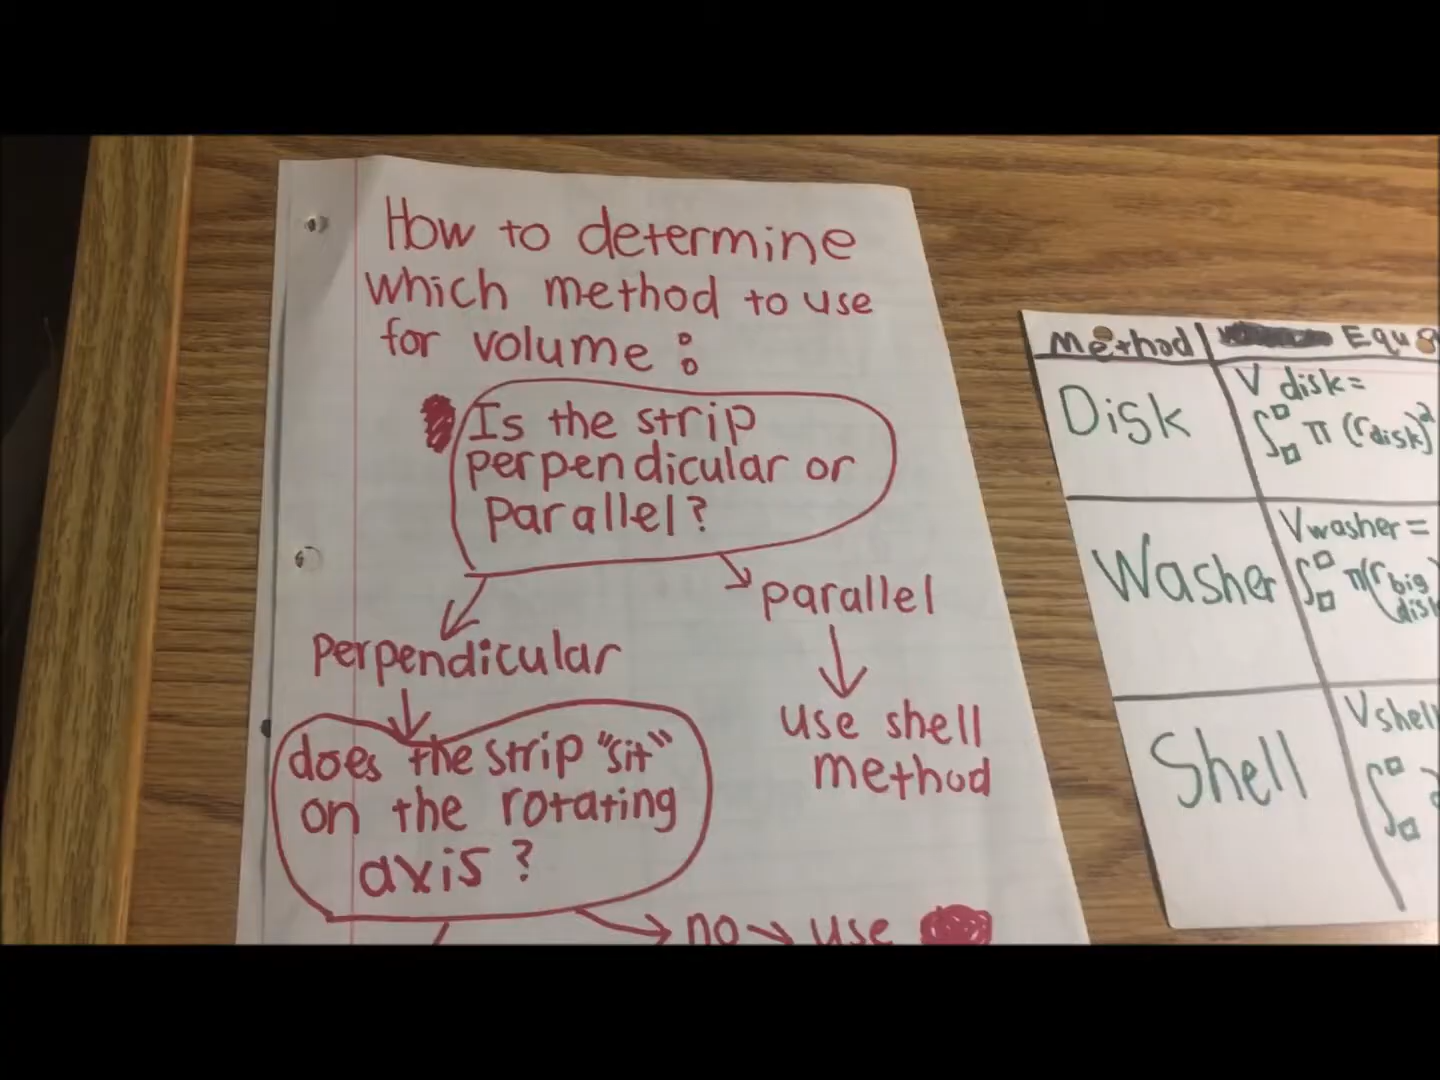 How to determine
which method to use
for volume:
Is the strip
perpendicular or
parallel?
perpendicular
parallel
use shell
method
does the strip "sit"
on the rotating
axis?
no → use
Method
Disk
V disk =
∫ π (r disk)²
Washer
V washer =
∫ π(r big
disk
Shell
V shell
∫